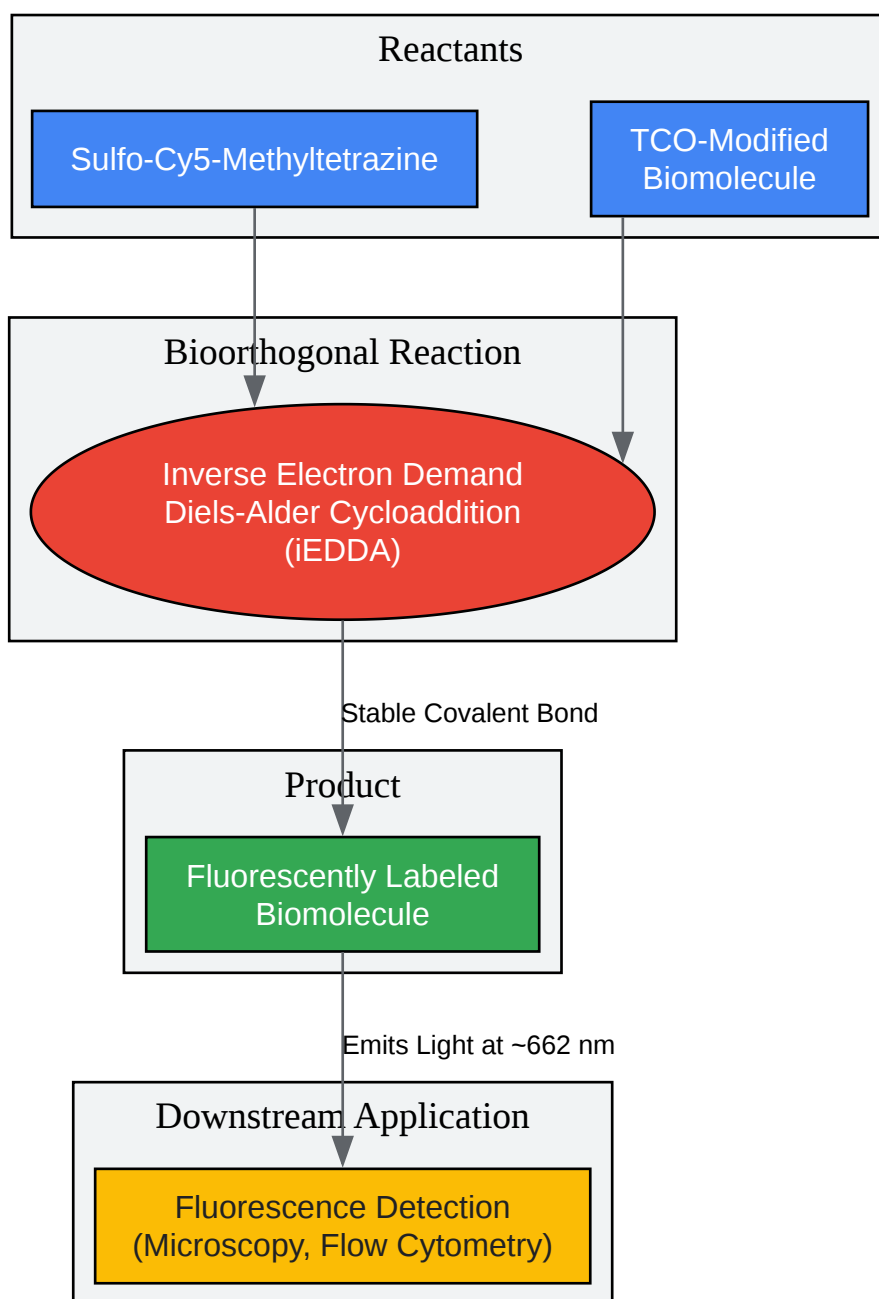 Reactants
Sulfo-Cy5-Methyltetrazine
TCO-Modified
Biomolecule
Bioorthogonal Reaction
Inverse Electron Demand
Diels-Alder Cycloaddition
(iEDDA)
Stable Covalent Bond
Product
Fluorescently Labeled
Biomolecule
Emits Light at ~662 nm
Downstream Application
Fluorescence Detection
(Microscopy, Flow Cytometry)